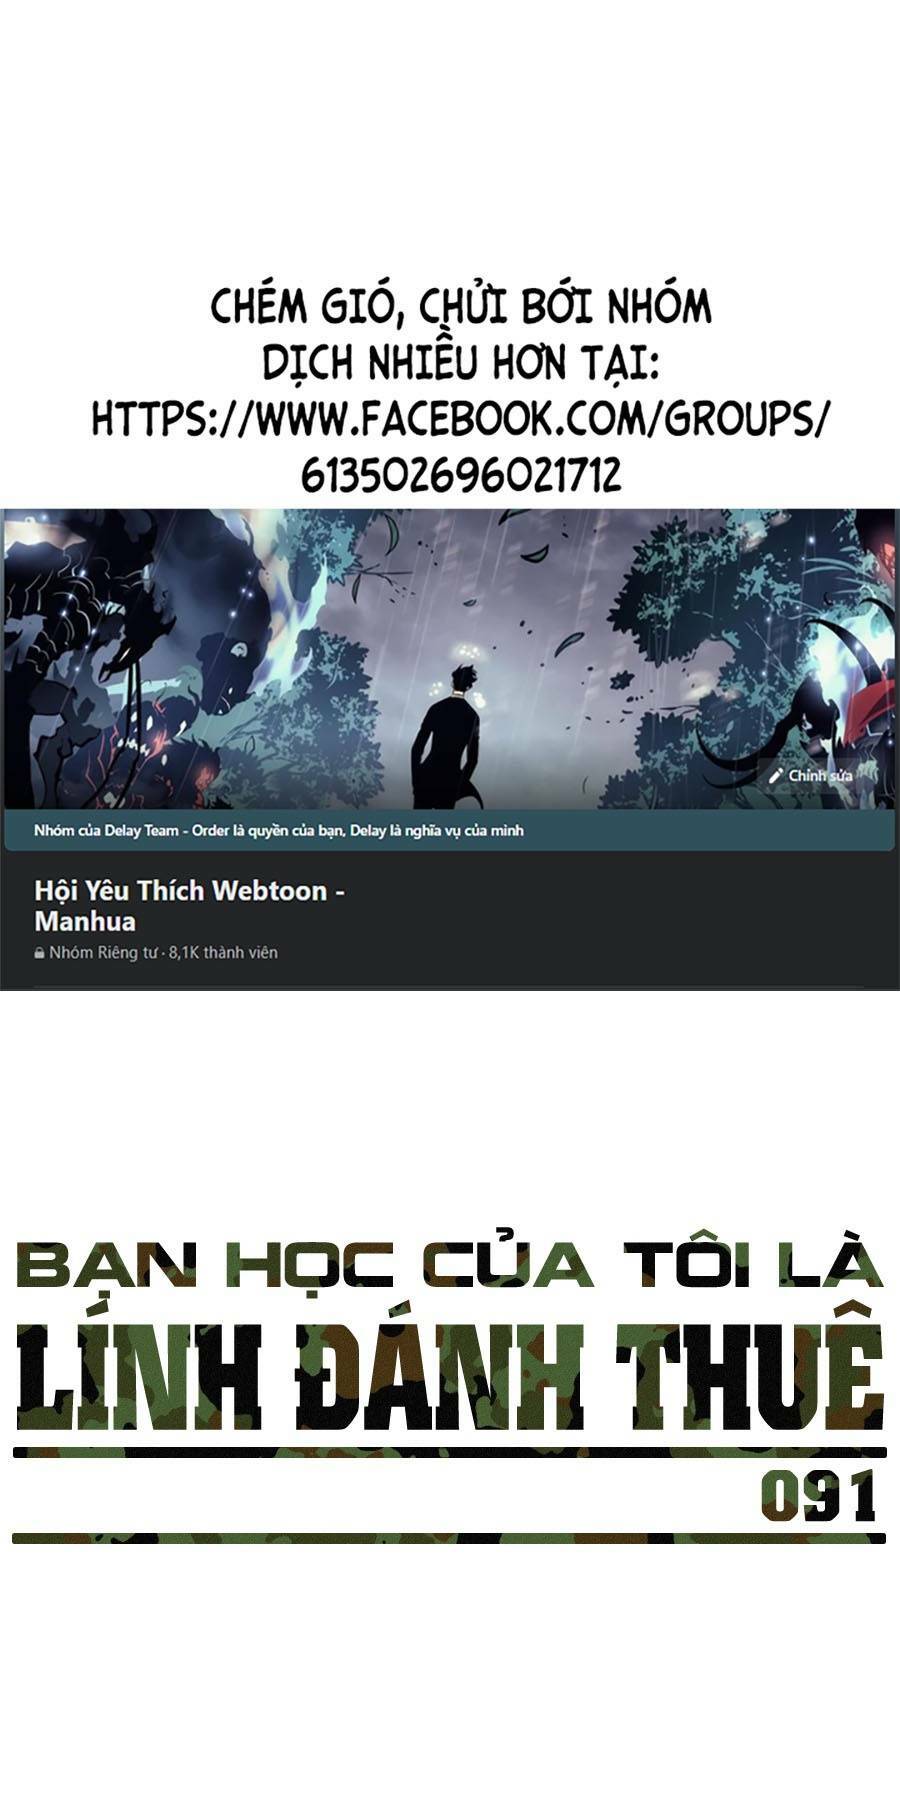 CHÉM GIÓ, CHỬI BỚI NHÓM
DỊCH NHIỀU HƠN TẠI:
HTTPS://WWW.FACEBOOK.COM/GROUPS/
613502696021712
Chỉnh sửa
Nhóm của Delay Team - Order là quyền của bạn, Delay là nghĩa vụ của mình
Hội Yêu Thích Webtoon -
Manhua
Nhóm Riêng tư · 8,1K thành viên
BẠN HỌC CỦA TÔI LÀ
LÍNH ĐÁNH THUÊ
091